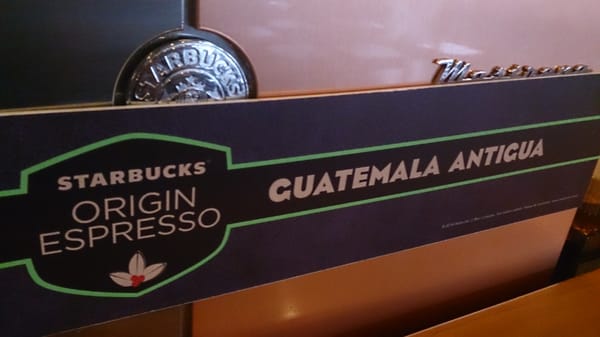 STARBUCKS
STARBUCKS
ORIGIN
ESPRESSO
GUATEMALA ANTIGUA